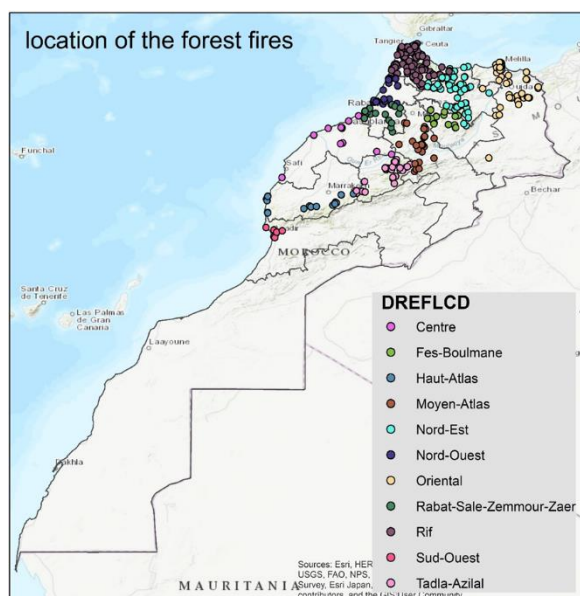 location of the forest fires
Gibraltar
Tangier
Ceuta
Melilla
Funchal
Safi
Bechar
MOROCCO
Santa Cruz
de Tenerife
Las Palmas
de Gran
Canaria
Laayoune
DREFLCD
Centre
Fes-Boulmane
Haut-Atlas
Moyen-Atlas
Nord-Est
Nord-Ouest
Oriental
Rabat-Sale-Zemmour-Zaer
Rif
Sud-Ouest
Tadla-Azilal
Dakhla
Sources: Esri, HER
USGS, FAO, NPS,
Survey, Esri Japan,
contributors, and the GIS User Community
MAURITANIA